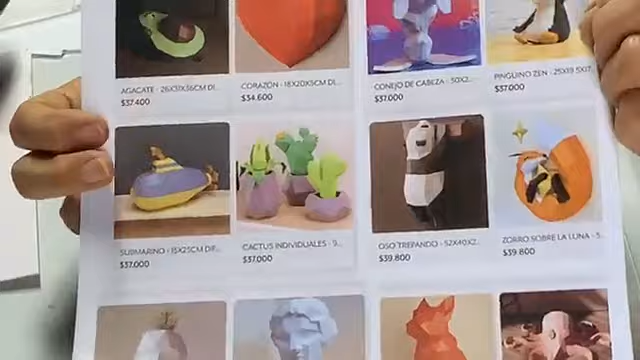 AGACATE - 26X31X36CM DI...
$37.400
CORAZÓN - 18X20X5CM DI...
$34.600
CONEJO DE CABEZA - 50X2...
$37.000
PINGUINO ZEN - 25X19.5X17...
$37.000
SUBMARINO - 15X25CM DIF...
$37.000
CACTUS INDIVIDUALES - 9...
$37.000
OSO TREPANDO - 52X40X2...
$39.800
ZORRO SOBRE LA LUNA - 5...
$39.800